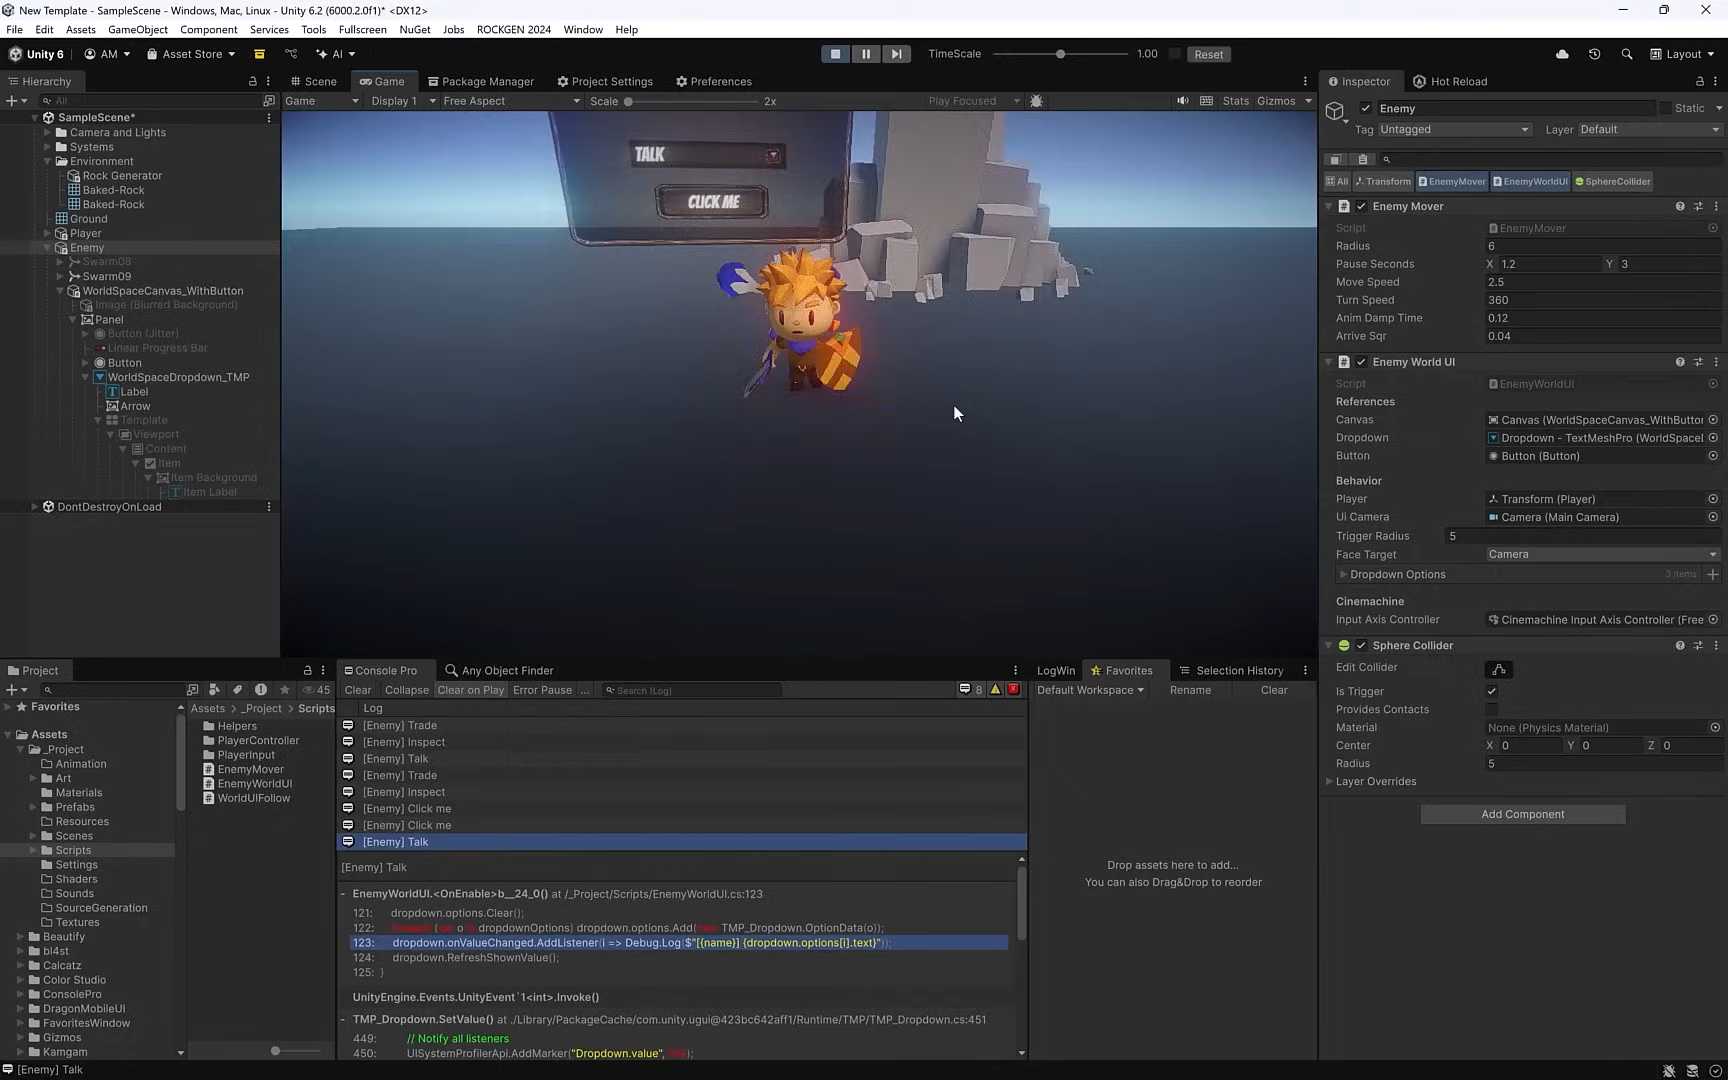 New Template - SampleScene - Windows, Mac, Linux - Unity 6.2 (6000.2.0f1)* <DX12>
File Edit Assets GameObject Component Services Tools Fullscreen NuGet Jobs ROCKGEN 2024 Window Help
Unity 6 AM Asset Store AI TimeScale 1.00 Reset Layout
Hierarchy
Scene Game Package Manager Project Settings Preferences
Inspector Hot Reload
All
Game Display 1 Free Aspect Scale 2x Play Focused Stats Gizmos
SampleScene*
Camera and Lights
Systems
Environment
Rock Generator
Baked-Rock
Baked-Rock
Ground
Player
Enemy
Swarm08
Swarm09
WorldSpaceCanvas_WithButton
Image (Blurred Background)
Panel
Button (Jitter)
Linear Progress Bar
Button
WorldSpaceDropdown_TMP
Label
Arrow
Template
Viewport
Content
Item
Item Background
Item Label
DontDestroyOnLoad
TALK
CLICK ME
Enemy Static
Tag Untagged Layer Default
All Transform EnemyMover EnemyWorldUI SphereCollider
Enemy Mover
Script EnemyMover
Radius 6
Pause Seconds X 1.2 Y 3
Move Speed 2.5
Turn Speed 360
Anim Damp Time 0.12
Arrive Sqr 0.04
Enemy World UI
Script EnemyWorldUI
References
Canvas Canvas (WorldSpaceCanvas_WithButton
Dropdown Dropdown - TextMeshPro (WorldSpace
Button Button (Button)
Behavior
Player Transform (Player)
Ui Camera Camera (Main Camera)
Trigger Radius 5
Face Target Camera
Dropdown Options 3 items
Cinemachine
Input Axis Controller Cinemachine Input Axis Controller (Free
Sphere Collider
Edit Collider
Is Trigger
Provides Contacts
Material None (Physics Material)
Center X 0 Y 0 Z 0
Radius 5
Layer Overrides
Add Component
Project
45
Favorites
Assets
_Project
Animation
Art
Materials
Prefabs
Resources
Scenes
Scripts
Settings
Shaders
Sounds
SourceGeneration
Textures
Beautify
bl4st
Calcatz
Color Studio
ConsolePro
DragonMobileUI
FavoritesWindow
Gizmos
Kamgam
Assets > _Project > Scripts
Helpers
PlayerController
PlayerInput
EnemyMover
EnemyWorldUI
WorldUIFollow
Console Pro Any Object Finder
Clear Collapse Clear on Play Error Pause ... Search (Log) 8
Log
[Enemy] Trade
[Enemy] Inspect
[Enemy] Talk
[Enemy] Trade
[Enemy] Inspect
[Enemy] Click me
[Enemy] Click me
[Enemy] Talk
[Enemy] Talk
- EnemyWorldUI.<OnEnable>b__24_0() at /_Project/Scripts/EnemyWorldUI.cs:123
121: dropdown.options.Clear();
122: foreach (var o in dropdownOptions) dropdown.options.Add(new TMP_Dropdown.OptionData(o));
123: dropdown.onValueChanged.AddListener(i => Debug.Log($"[{name}] {dropdown.options[i].text}"));
124: dropdown.RefreshShownValue();
125: }
UnityEngine.Events.UnityEvent`1<int>.Invoke()
- TMP_Dropdown.SetValue() at ./Library/PackageCache/com.unity.ugui@423bc642aff1/Runtime/TMP/TMP_Dropdown.cs:451
449: // Notify all listeners
450: UISystemProfilerApi.AddMarker("Dropdown.value",
LogWin Favorites Selection History
Default Workspace Rename Clear
Drop assets here to add...
You can also Drag&Drop to reorder
[Enemy] Talk